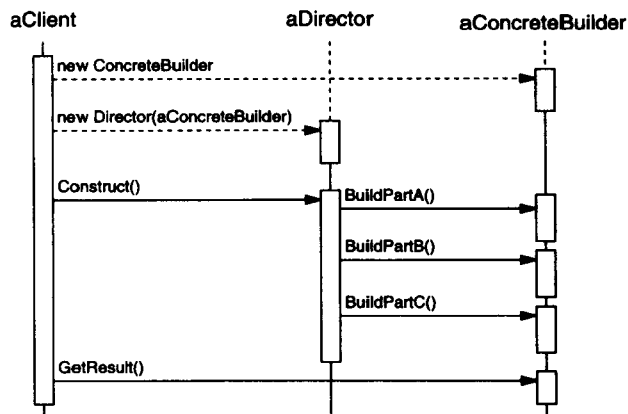 aClient
aDirector
aConcreteBuilder
new ConcreteBuilder
new Director(aConcreteBuilder)
Construct()
BuildPartA()
BuildPartB()
BuildPartC()
GetResult()